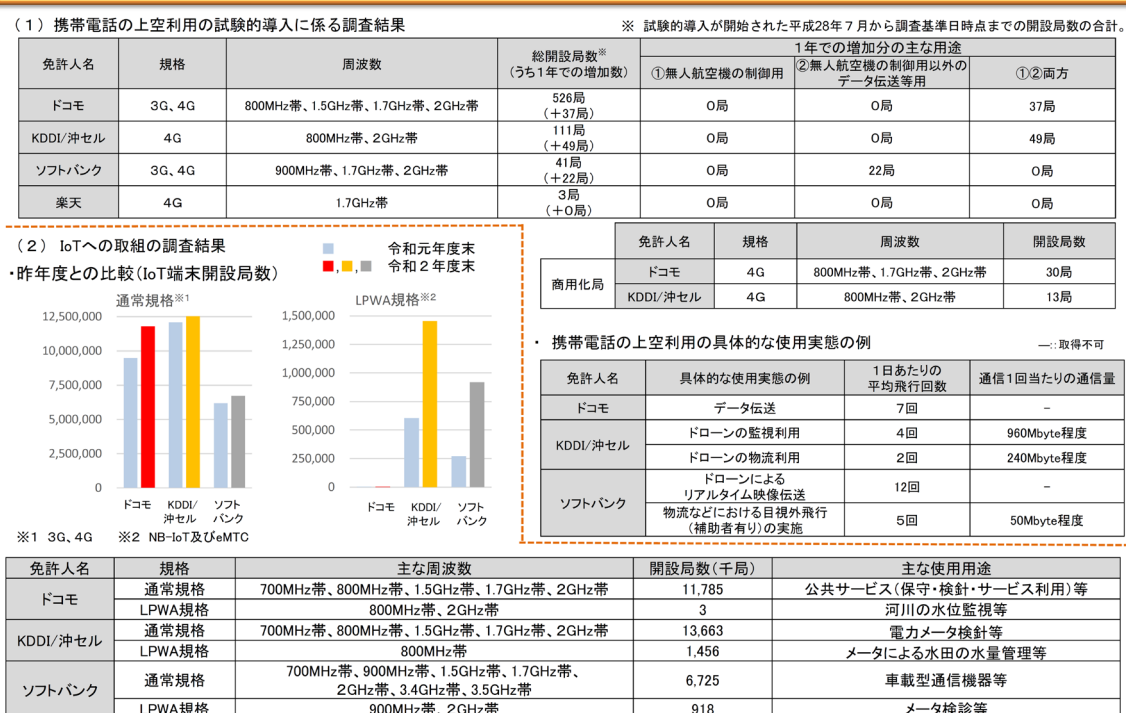 (1) 携帯電話の上空利用の試験的導入に係る調査結果
※ 試験的導入が開始された平成28年7月から調査基準日時点までの開設局数の合計。
免許人名 規格 周波数 総開設局数※ (うち1年での増加数) 1年での増加分の主な用途
①無人航空機の制御用 ②無人航空機の制御用以外のデータ伝送等用 ①②両方
ドコモ 3G、4G 800MHz帯、1.5GHz帯、1.7GHz帯、2GHz帯 526局 (+37局) 0局 0局 37局
KDDI/沖セル 4G 800MHz帯、2GHz帯 111局 (+49局) 0局 0局 49局
ソフトバンク 3G、4G 900MHz帯、1.7GHz帯、2GHz帯 41局 (+22局) 0局 22局 0局
楽天 4G 1.7GHz帯 3局 (+0局) 0局 0局 0局
(2) IoTへの取組の調査結果
・昨年度との比較(IoT端末開設局数)
令和元年度末
, , 令和2年度末
通常規格※1
12,500,000
10,000,000
7,500,000
5,000,000
2,500,000
0
ドコモ KDDI/沖セル ソフトバンク
LPWA規格※2
1,500,000
1,250,000
1,000,000
750,000
500,000
250,000
0
ドコモ KDDI/沖セル ソフトバンク
※1 3G、4G ※2 NB-IoT及びeMTC
免許人名 規格 周波数 開設局数
商用化局
ドコモ 4G 800MHz帯、1.7GHz帯、2GHz帯 30局
KDDI/沖セル 4G 800MHz帯、2GHz帯 13局
・ 携帯電話の上空利用の具体的な使用実態の例
―::取得不可
免許人名 具体的な使用実態の例 1日あたりの平均飛行回数 通信1回当たりの通信量
ドコモ データ伝送 7回 －
KDDI/沖セル ドローンの監視利用 4回 960Mbyte程度
ドローンの物流利用 2回 240Mbyte程度
ソフトバンク ドローンによるリアルタイム映像伝送 12回 －
物流などにおける目視外飛行(補助者有り)の実施 5回 50Mbyte程度
免許人名 規格 主な周波数 開設局数(千局) 主な使用用途
ドコモ 通常規格 700MHz帯、800MHz帯、1.5GHz帯、1.7GHz帯、2GHz帯 11,785 公共サービス(保守・検針・サービス利用)等
LPWA規格 800MHz帯、2GHz帯 3 河川の水位監視等
KDDI/沖セル 通常規格 700MHz帯、800MHz帯、1.5GHz帯、1.7GHz帯、2GHz帯 13,663 電力メータ検針等
LPWA規格 800MHz帯 1,456 メータによる水田の水量管理等
ソフトバンク 通常規格 700MHz帯、900MHz帯、1.5GHz帯、1.7GHz帯、2GHz帯、3.4GHz帯、3.5GHz帯 6,725 車載型通信機器等
LPWA規格 900MHz帯、2GHz帯 918 メータ検診等